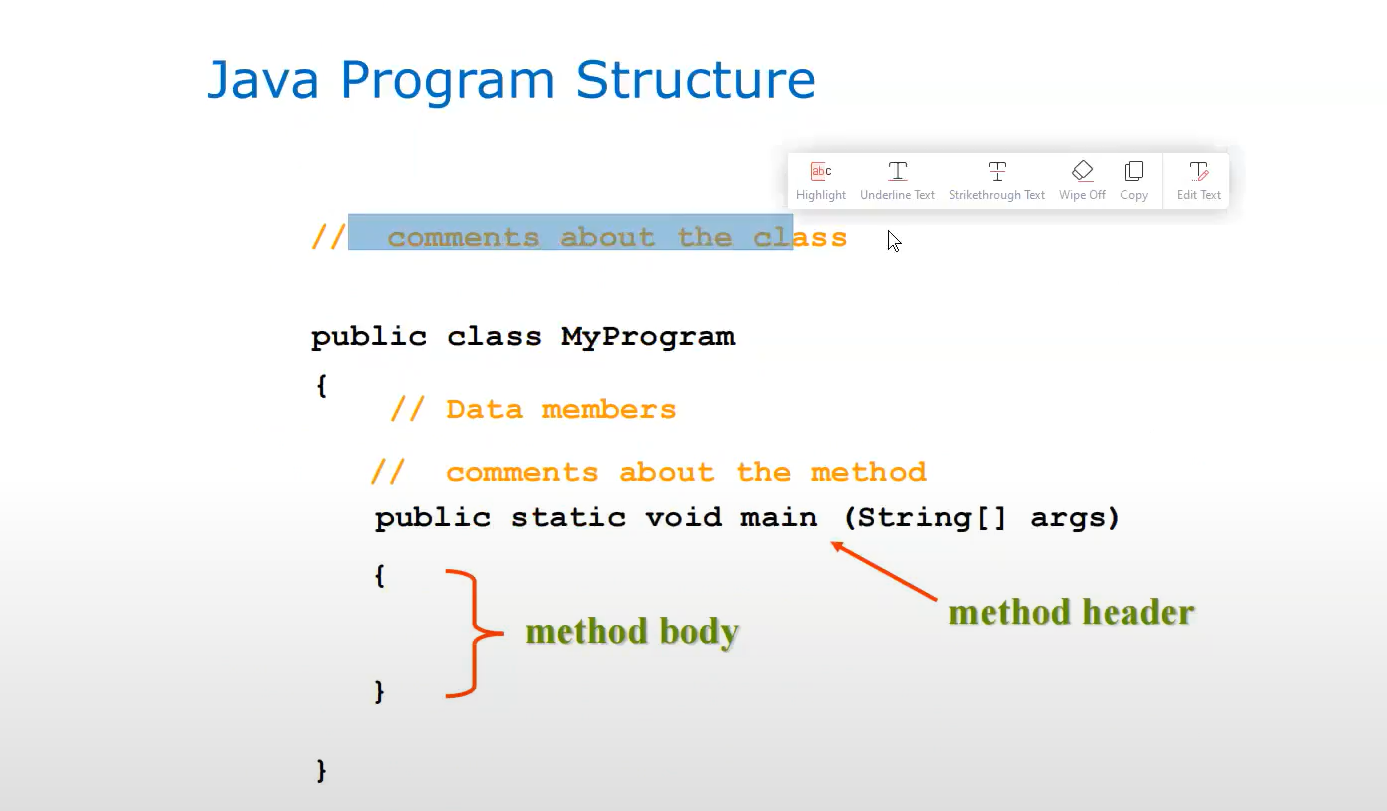 Java Program Structure
abc
Highlight Underline Text Strikethrough Text Wipe Off Copy Edit Text
// comments about the class
public class MyProgram
{
// Data members
// comments about the method
public static void main (String[] args)
{
method header
method body
}
}